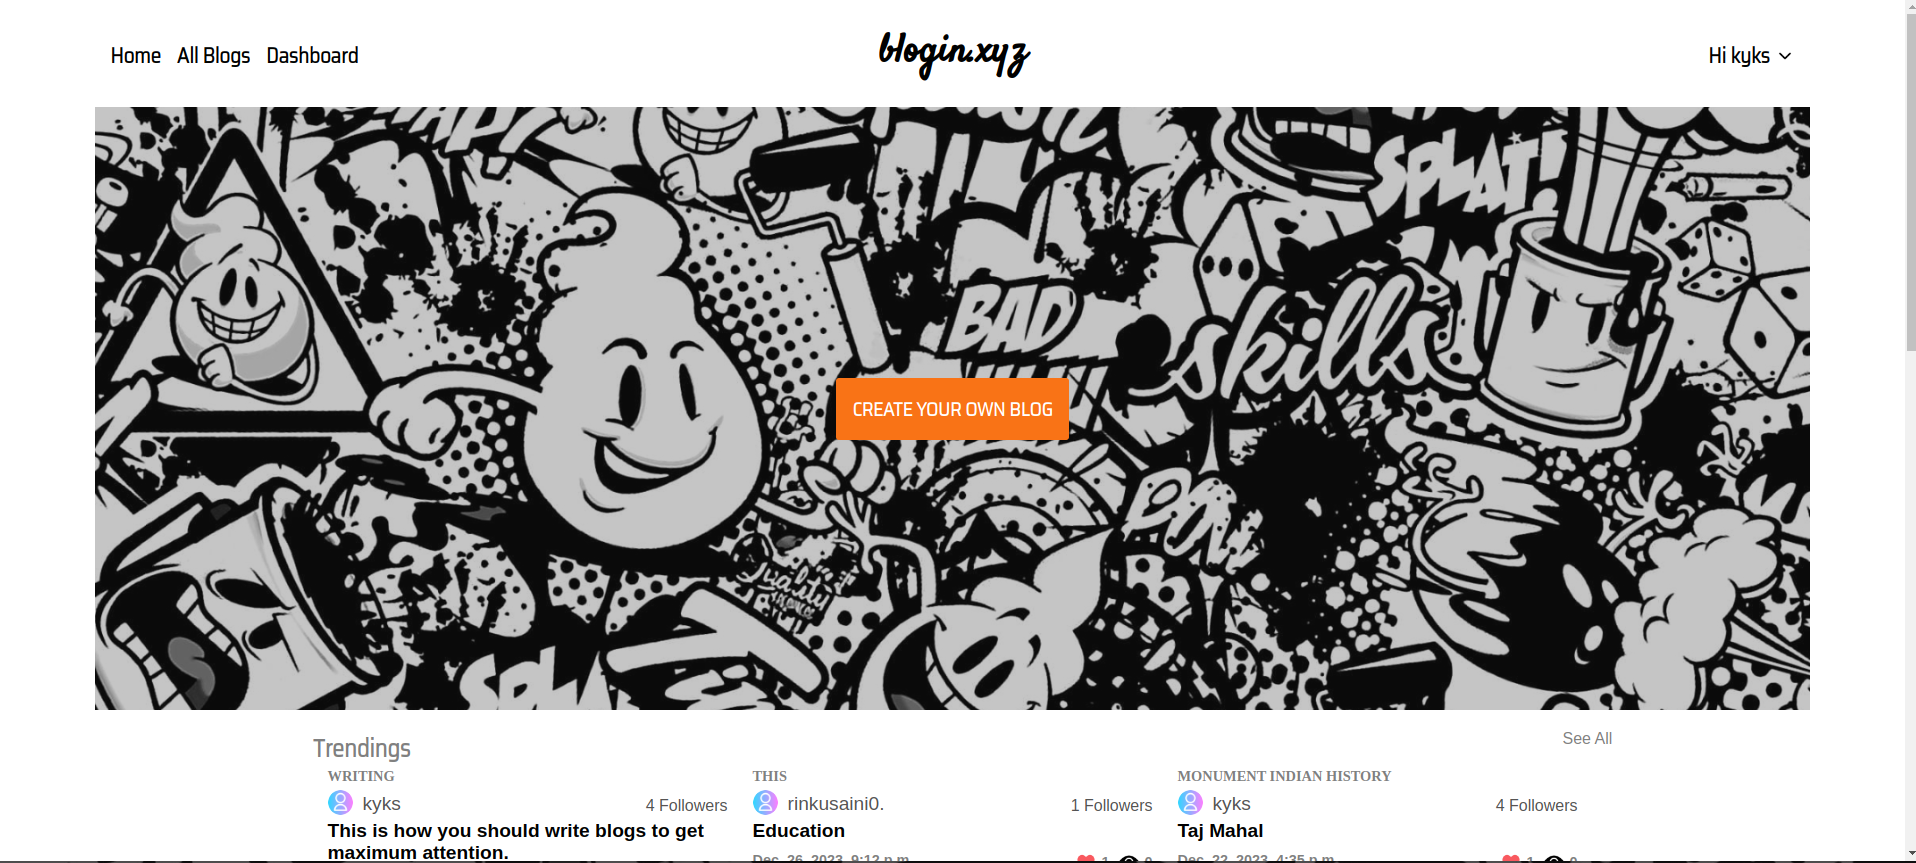 Home All Blogs Dashboard
blogin.xyz
Hi kyks
SPLAT!
BAD
skills
CREATE YOUR OWN BLOG
Quality
Trendings
See All
WRITING
kyks
4 Followers
This is how you should write blogs to get
maximum attention.
THIS
rinkusaini0.
1 Followers
Education
Dec. 26, 2023, 9:12 p.m.
MONUMENT INDIAN HISTORY
kyks
4 Followers
Taj Mahal
Dec. 22, 2023, 4:35 p.m.